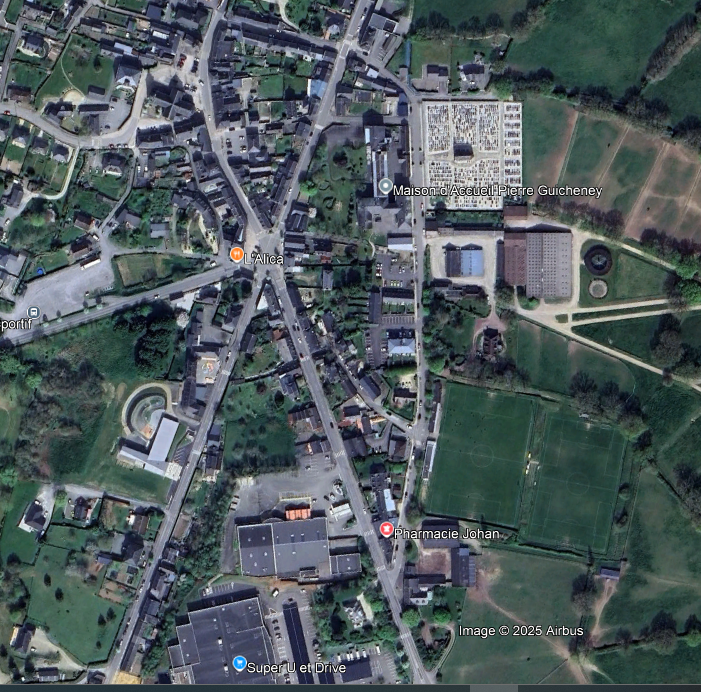 Maison d'Accueil Pierre Guicheney
L'Alica
portif
Pharmacie Johan
Image © 2025 Airbus
Super U et Drive